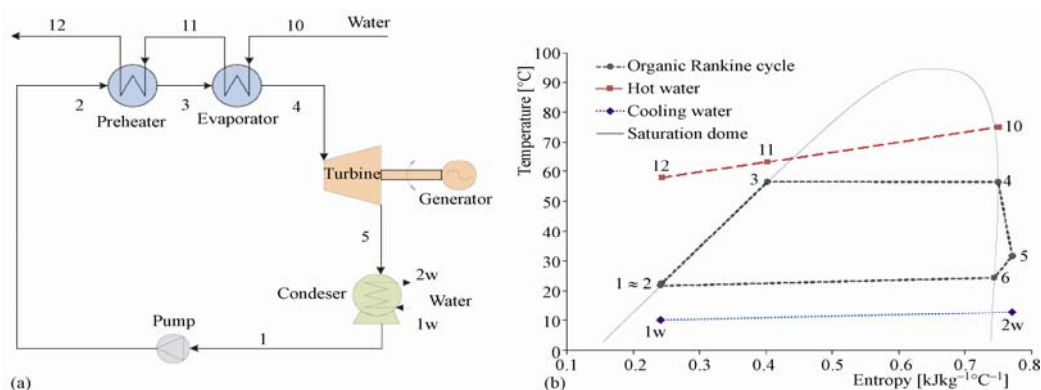 12
11
10
Water
2
3
4
Preheater
Evaporator
Turbine
Generator
5
2w
Condeser
Water
1w
Pump
1
(a)
Temperature [°C]
100
90
80
70
60
50
40
30
20
10
0
Organic Rankine cycle
Hot water
Cooling water
Saturation dome
10
11
12
3
4
5
1 ≈ 2
6
1w
2w
0.1
0.2
0.3
0.4
0.5
0.6
0.7
0.8
(b)
Entropy [kJkg⁻¹°C⁻¹]